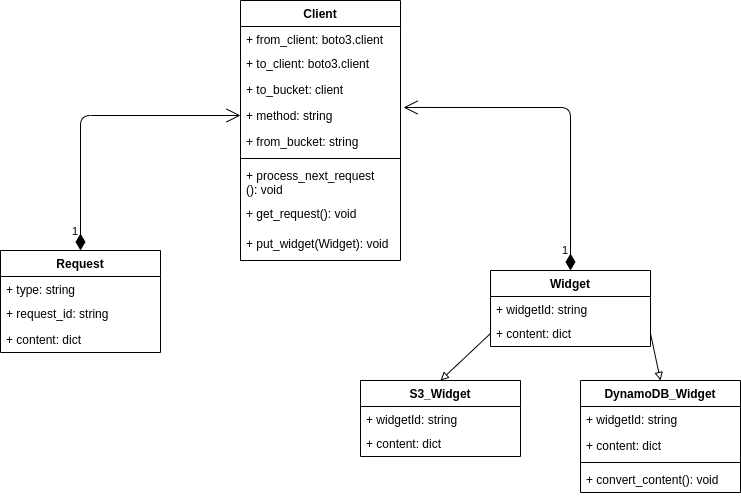 Client
+ from_client: boto3.client
+ to_client: boto3.client
+ to_bucket: client
+ method: string
+ from_bucket: string
+ process_next_request
(): void
+ get_request(): void
+ put_widget(Widget): void
1
Request
+ type: string
+ request_id: string
+ content: dict
1
Widget
+ widgetId: string
+ content: dict
S3_Widget
+ widgetId: string
+ content: dict
DynamoDB_Widget
+ widgetId: string
+ content: dict
+ convert_content(): void